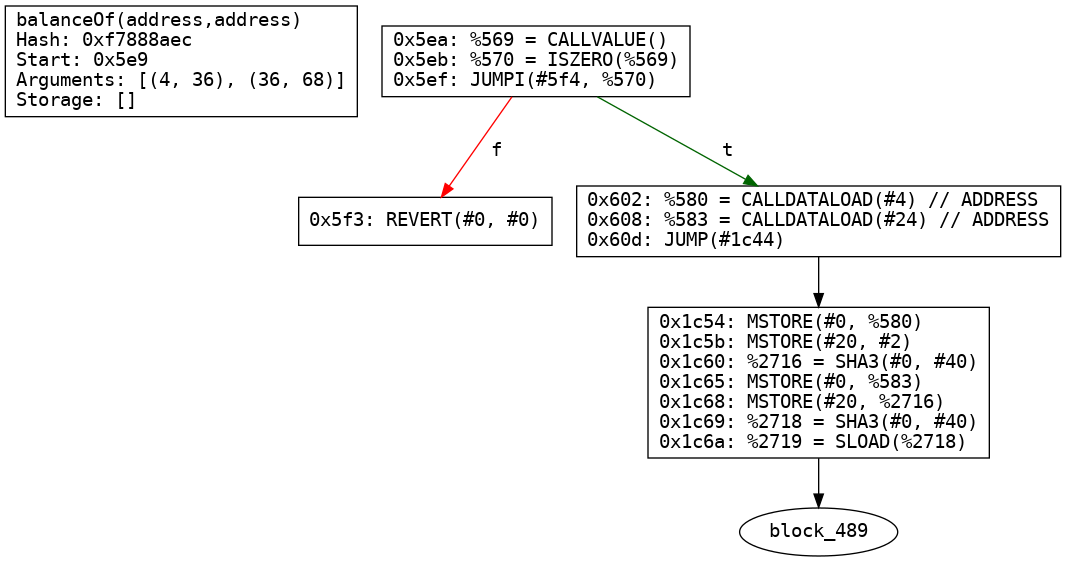 balanceOf(address,address)
Hash: 0xf7888aec
Start: 0x5e9
Arguments: [(4, 36), (36, 68)]
Storage: []
0x5ea: %569 = CALLVALUE()
0x5eb: %570 = ISZERO(%569)
0x5ef: JUMPI(#5f4, %570)
f
t
0x5f3: REVERT(#0, #0)
0x602: %580 = CALLDATALOAD(#4) // ADDRESS
0x608: %583 = CALLDATALOAD(#24) // ADDRESS
0x60d: JUMP(#1c44)
0x1c54: MSTORE(#0, %580)
0x1c5b: MSTORE(#20, #2)
0x1c60: %2716 = SHA3(#0, #40)
0x1c65: MSTORE(#0, %583)
0x1c68: MSTORE(#20, %2716)
0x1c69: %2718 = SHA3(#0, #40)
0x1c6a: %2719 = SLOAD(%2718)
block_489